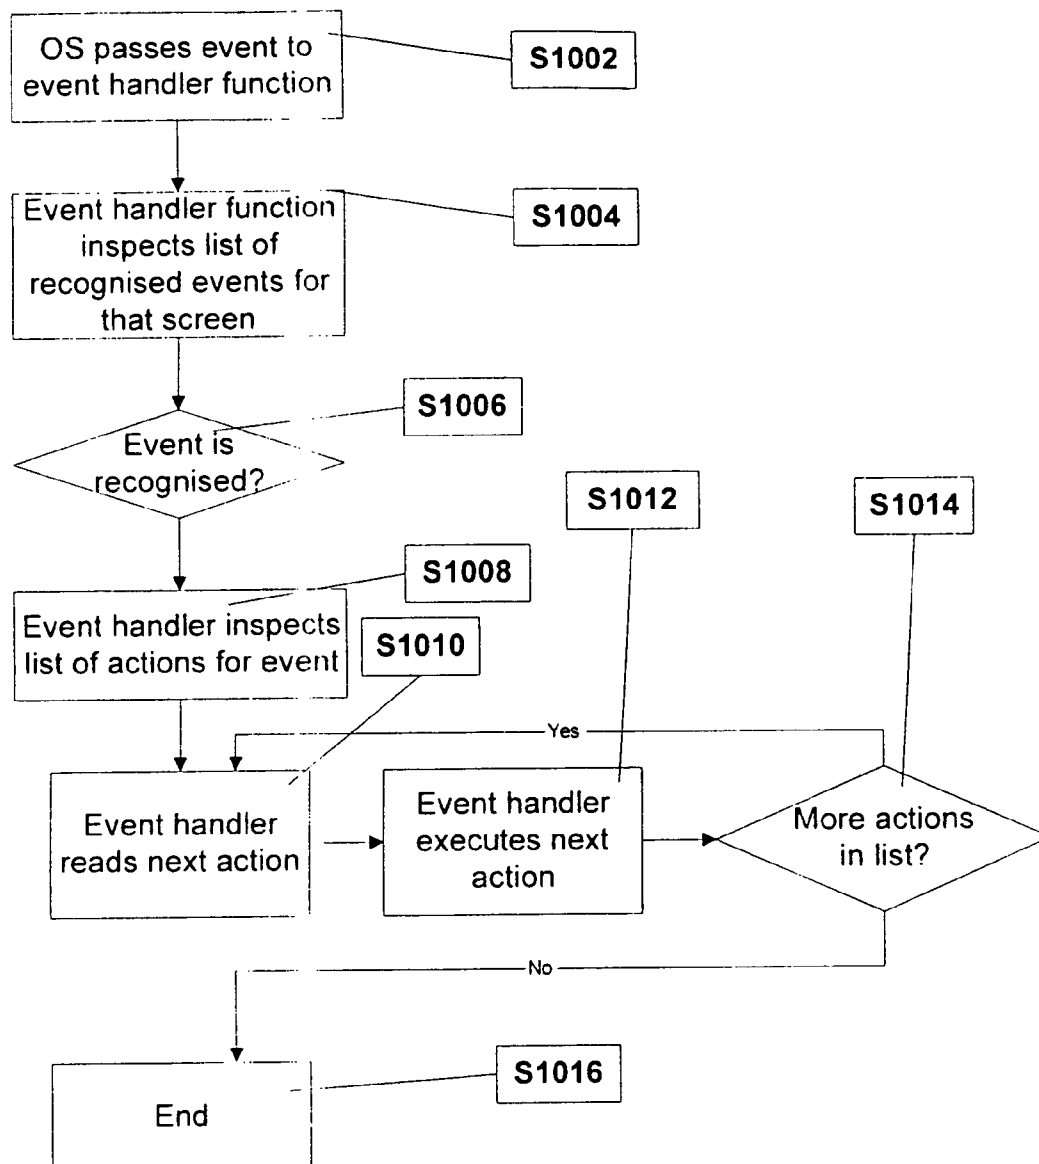 OS passes event to
event handler function
S1002
Event handler function
inspects list of
recognised events for
that screen
S1004
Event is
recognised?
S1006
Event handler inspects
list of actions for event
S1008
Event handler
reads next action
S1010
Event handler
executes next
action
S1012
More actions
in list?
S1014
Yes
No
End
S1016